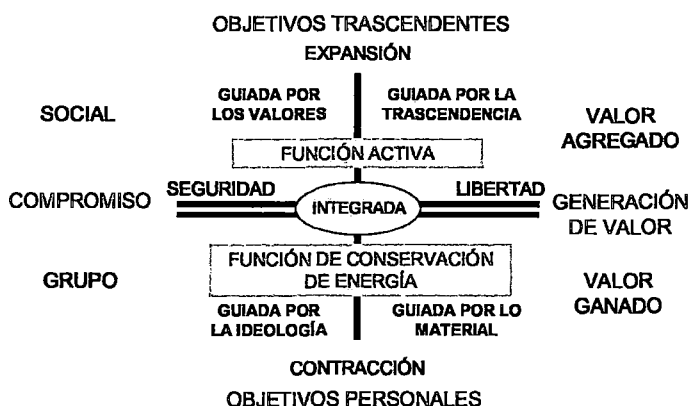 OBJETIVOS TRASCENDENTES
EXPANSIÓN
SOCIAL
GUIADA POR
LOS VALORES
GUIADA POR LA
TRASCENDENCIA
VALOR
AGREGADO
FUNCIÓN ACTIVA
COMPROMISO
SEGURIDAD
INTEGRADA
LIBERTAD
GENERACIÓN
DE VALOR
GRUPO
FUNCIÓN DE CONSERVACIÓN
DE ENERGÍA
VALOR
GANADO
GUIADA POR
LA IDEOLOGÍA
GUIADA POR LO
MATERIAL
CONTRACCIÓN
OBJETIVOS PERSONALES